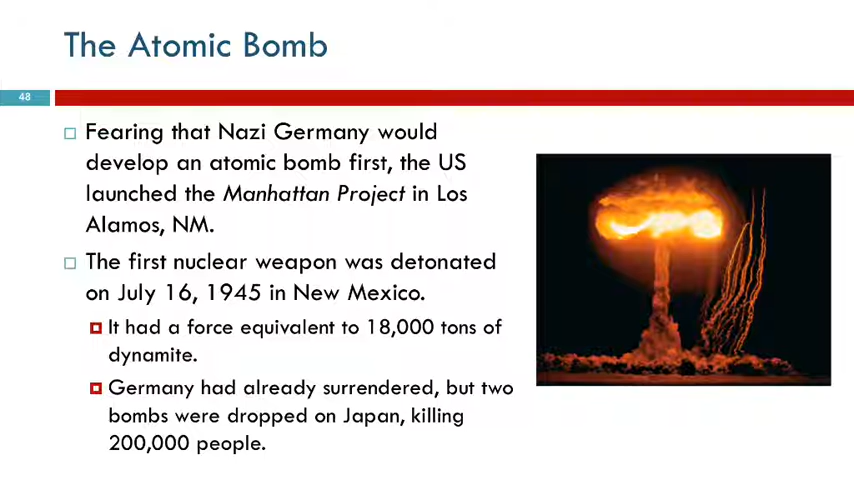 The Atomic Bomb
48
Fearing that Nazi Germany would
develop an atomic bomb first, the US
launched the Manhattan Project in Los
Alamos, NM.
The first nuclear weapon was detonated
on July 16, 1945 in New Mexico.
It had a force equivalent to 18,000 tons of
dynamite.
Germany had already surrendered, but two
bombs were dropped on Japan, killing
200,000 people.